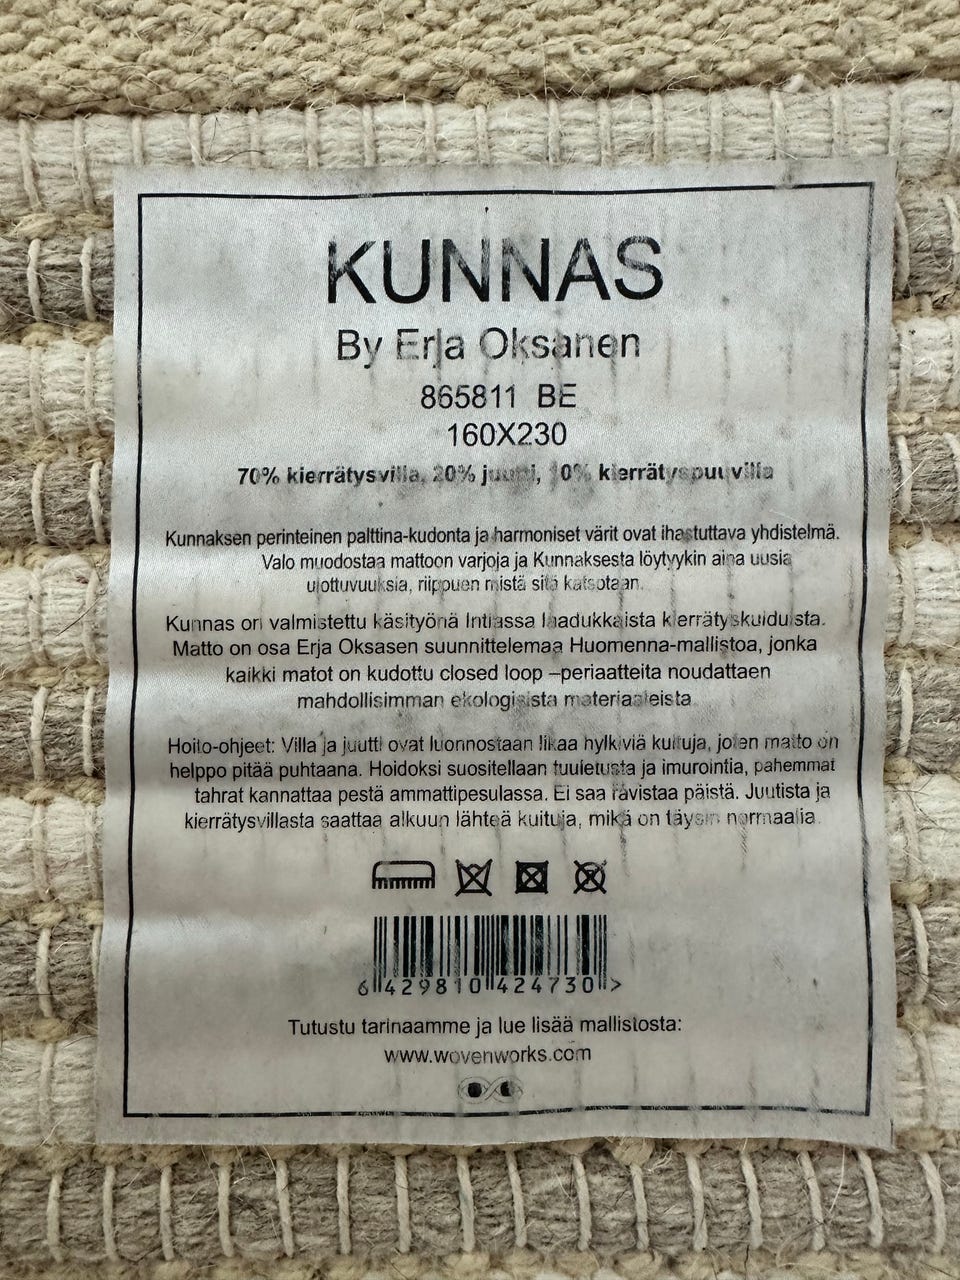 KUNNAS
By Erja Oksanen
865811 BE
160X230
70% kierrätysvilla, 20% juutti, 10% kierrätyspuuvilla
Kunnaksen perinteinen palttina-kudonta ja harmoniset värit ovat ihastuttava yhdistelmä.
Valo muodostaa mattoon varjoja ja Kunnaksesta löytyykin aina uusia
ulottuvuuksia, riippuen mistä sitä katsotaan.
Kunnas on valmistettu käsityönä Intiassa laadukkaista kierrätyskuiduista.
Matto on osa Erja Oksasen suunnittelemaa Huomenna-mallistoa, jonka
kaikki matot on kudottu closed loop –periaatteita noudattaen
mahdollisimman ekologisista materiaaleista
Hoito-ohjeet: Villa ja juutti ovat luonnostaan likaa hylkiviä kuituja, joten matto on
helppo pitää puhtaana. Hoidoksi suositellaan tuuletusta ja imurointia, pahemmat
tahrat kannattaa pestä ammattipesulassa. Ei saa ravistaa päistä. Juutista ja
kierrätysvillasta saattaa alkuun lähteä kuituja, mikä on täysin normaalia.
6 429810 424730 >
Tutustu tarinaamme ja lue lisää mallistosta:
www.wovenworks.com